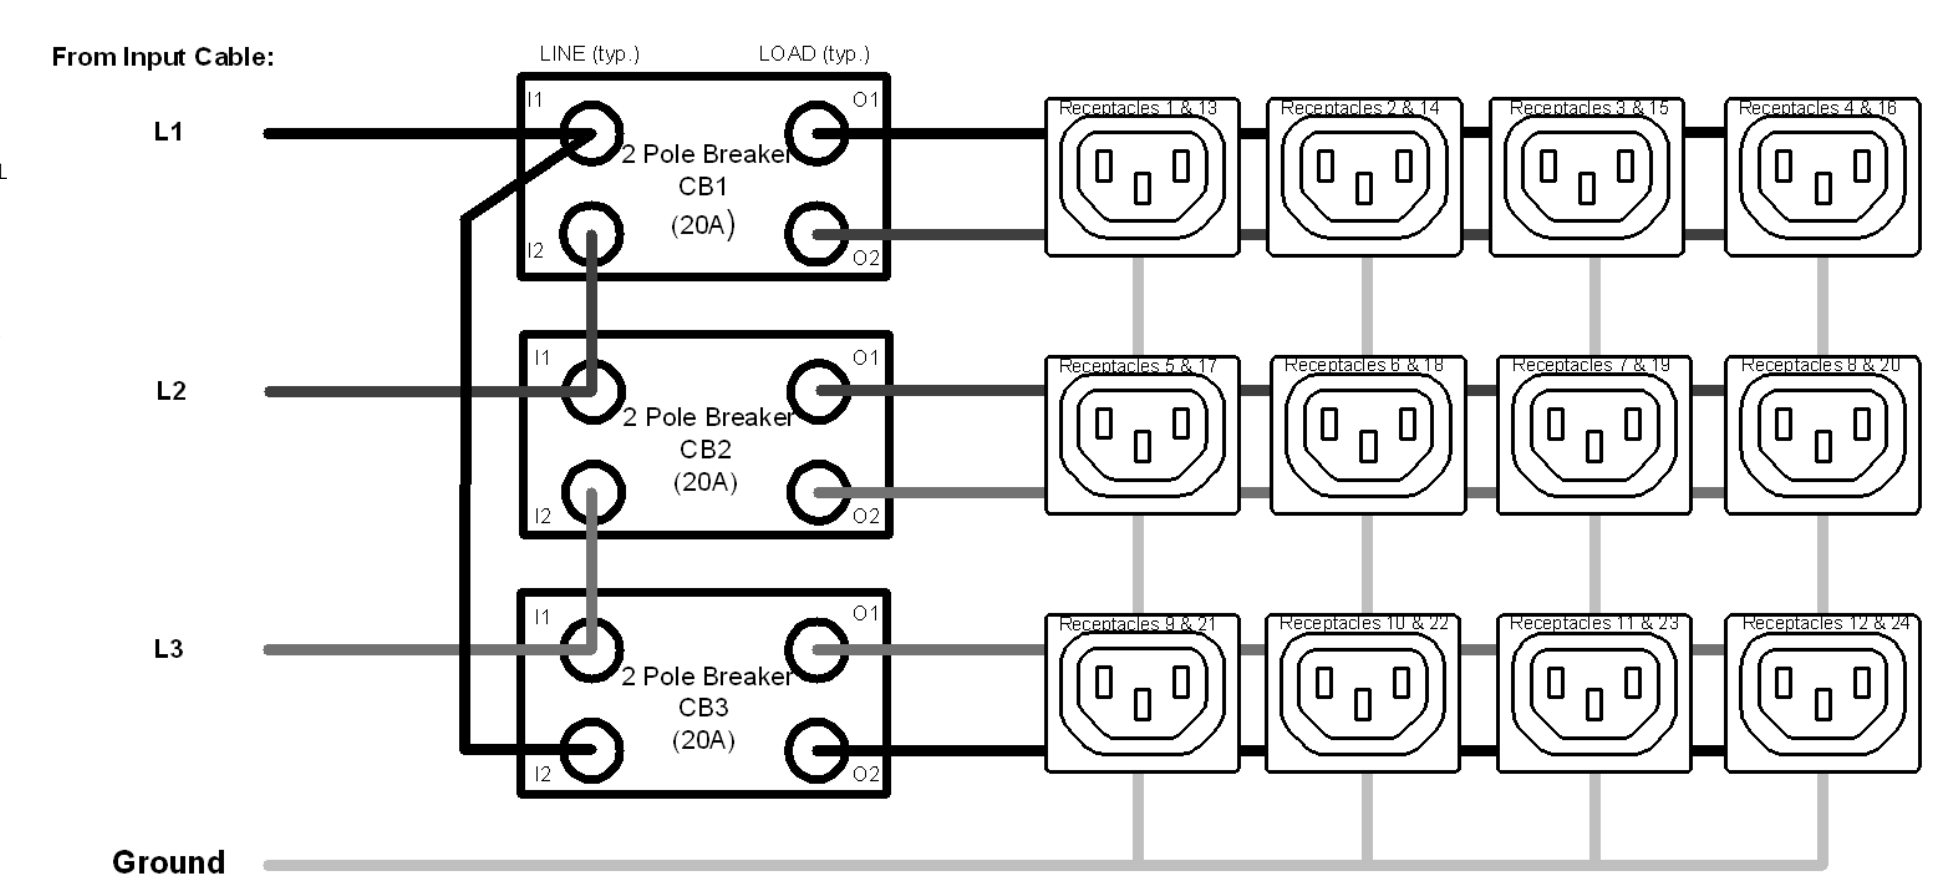 From Input Cable:
LINE (typ.)
LOAD (typ.)
L1
L
I1
O1
2 Pole Breaker
CB1
(20A)
I2
O2
Receptacles 1 & 13
Receptacles 2 & 14
Receptacles 3 & 15
Receptacles 4 & 16
L2
I1
O1
2 Pole Breaker
CB2
(20A)
I2
O2
Receptacles 5 & 17
Receptacles 6 & 18
Receptacles 7 & 19
Receptacles 8 & 20
L3
I1
O1
2 Pole Breaker
CB3
(20A)
I2
O2
Receptacles 9 & 21
Receptacles 10 & 22
Receptacles 11 & 23
Receptacles 12 & 24
Ground